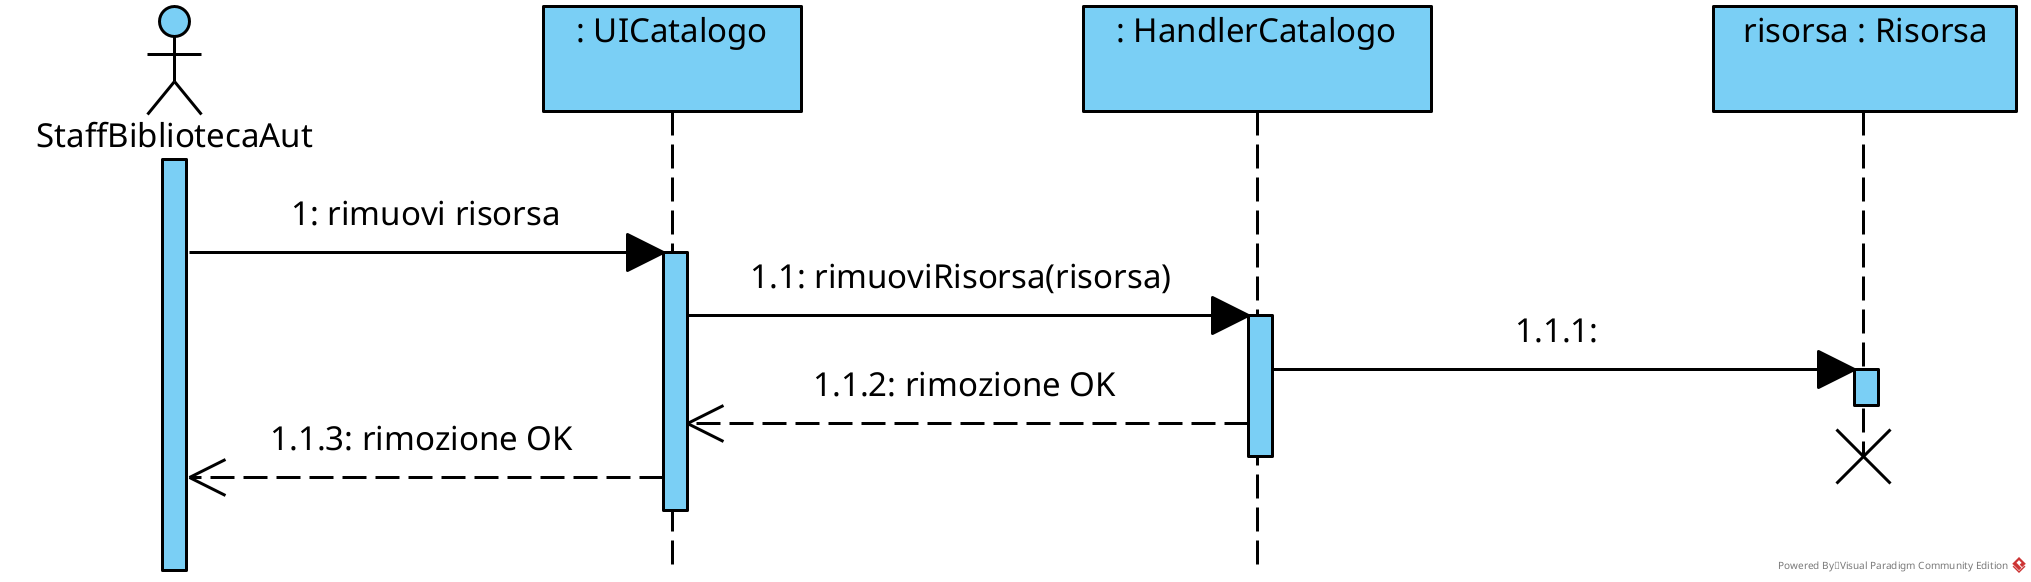 : UICatalogo
: HandlerCatalogo
risorsa : Risorsa
StaffBibliotecaAut
1: rimuovi risorsa
1.1: rimuoviRisorsa(risorsa)
1.1.1:
1.1.2: rimozione OK
1.1.3: rimozione OK
Powered By Visual Paradigm Community Edition